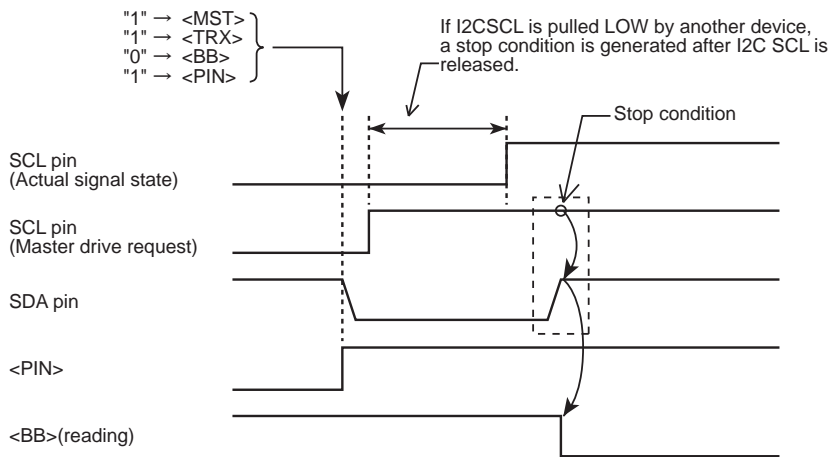 "1" → <MST>
"1" → <TRX>
"0" → <BB>
"1" → <PIN>
If I2CSCL is pulled LOW by another device,
a stop condition is generated after I2C SCL is
released.
Stop condition
SCL pin
(Actual signal state)
SCL pin
(Master drive request)
SDA pin
<PIN>
<BB>(reading)